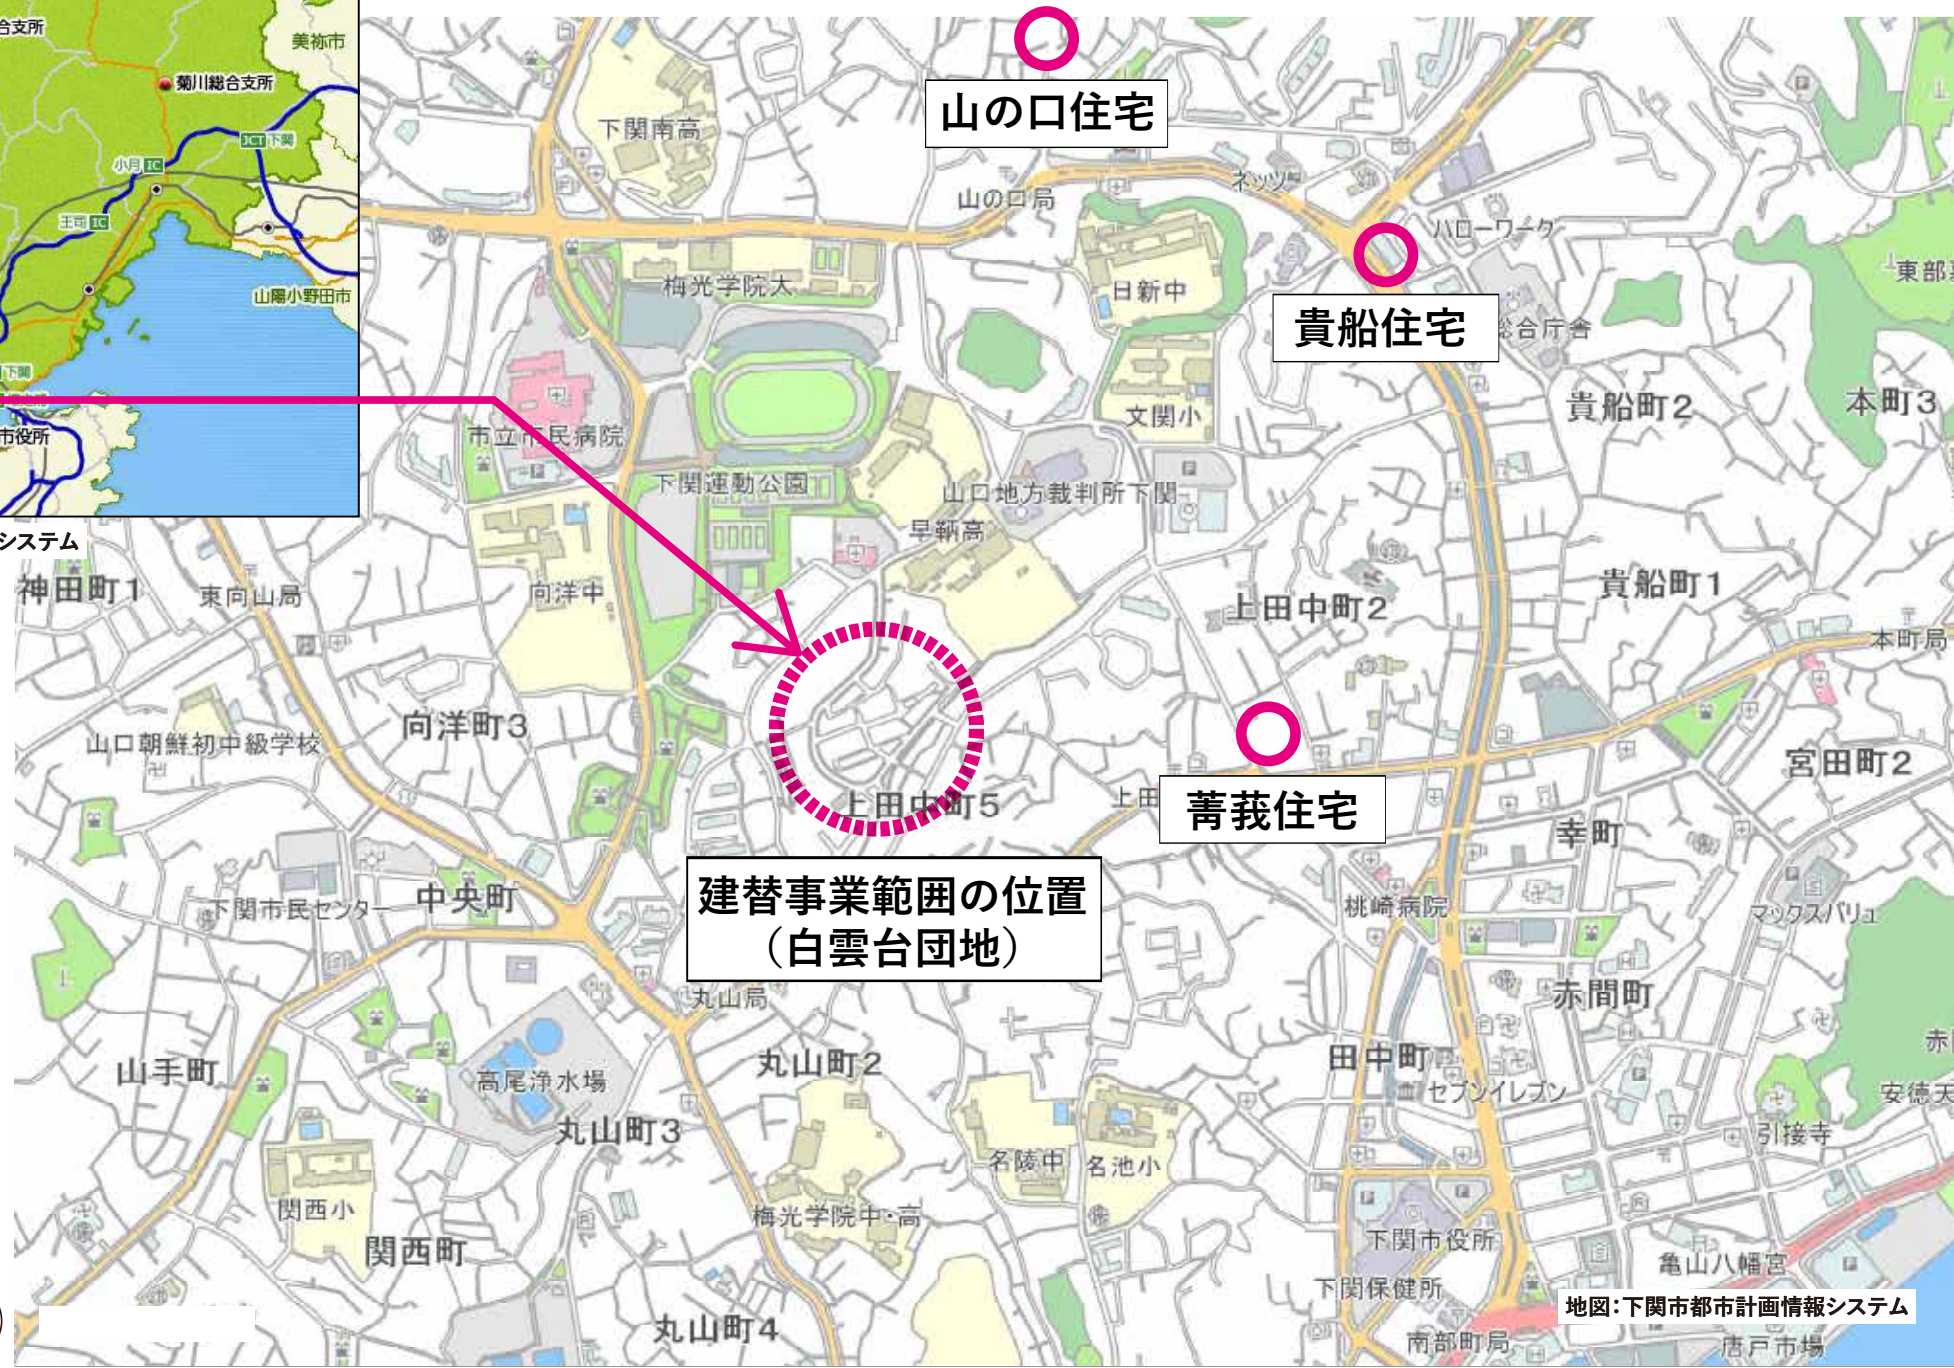 合支所
美祢市
菊川総合支所
JCT 下関
小月 IC
王司 IC
山陽小野田市
下関
市役所
システム
山の口住宅
下関南高
山の口局
ネッツ
ハローワーク
梅光学院大
日新中
東部
貴船住宅
総合庁舎
市立市民病院
文関小
貴船町2
本町3
下関運動公園
山口地方裁判所下関
早鞆高
神田町1
東向山局
向洋中
上田中町2
貴船町1
本町局
向洋町3
山口朝鮮初中級学校
上田中町5
上田
菁莪住宅
宮田町2
幸町
建替事業範囲の位置
（白雲台団地）
中央町
下関市民センター
桃崎病院
マックスバリュ
丸山局
赤間町
山手町
高尾浄水場
丸山町2
田中町
セブンイレブン
安徳天
丸山町3
引接寺
名陵中
名池小
関西小
梅光学院中・高
関西町
下関市役所
亀山八幡宮
下関保健所
地図：下関市都市計画情報システム
丸山町4
南部町局
唐戸市場